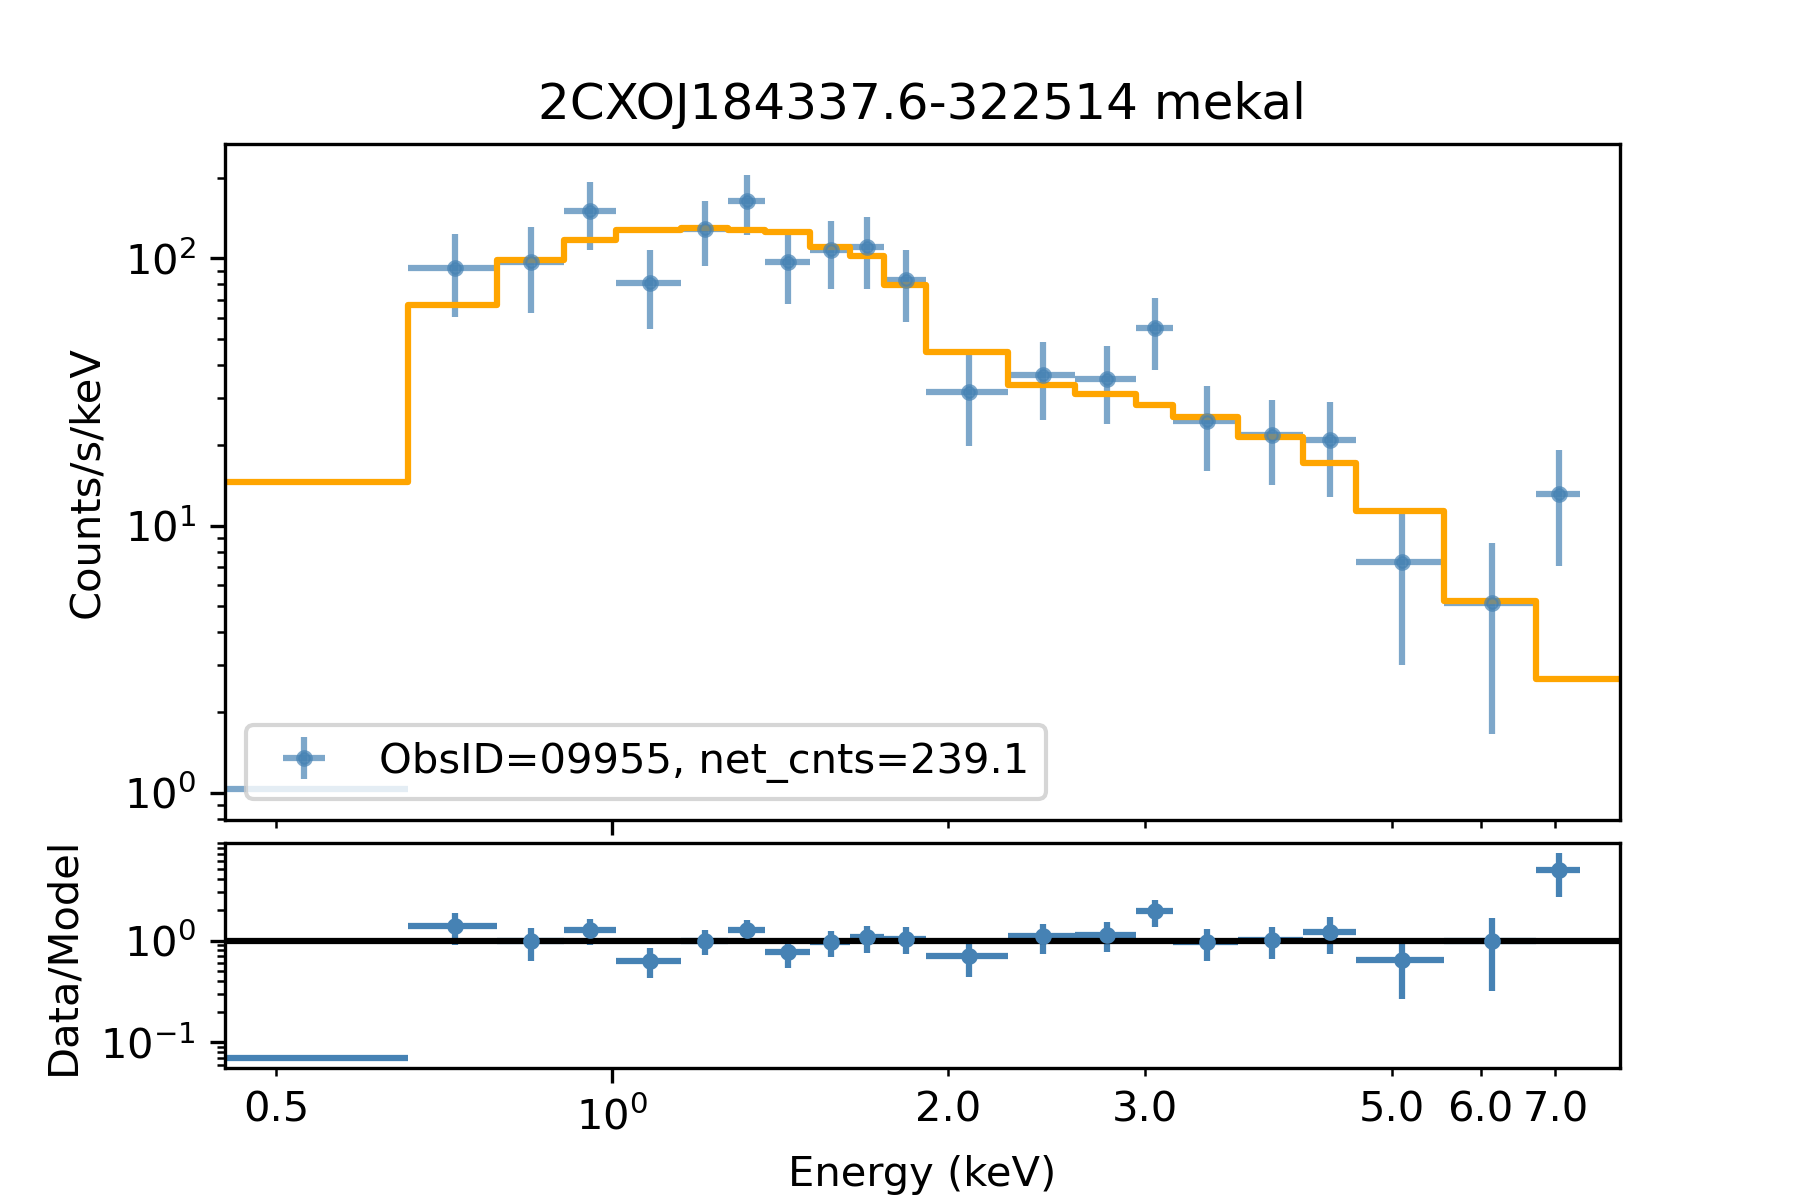 2CXOJ184337.6-322514 mekal
Counts/s/keV
10²
10¹
10⁰
ObsID=09955, net_cnts=239.1
Data/Model
10⁰
10⁻¹
0.5 10⁰ 2.0 3.0 5.0 6.0 7.0
Energy (keV)